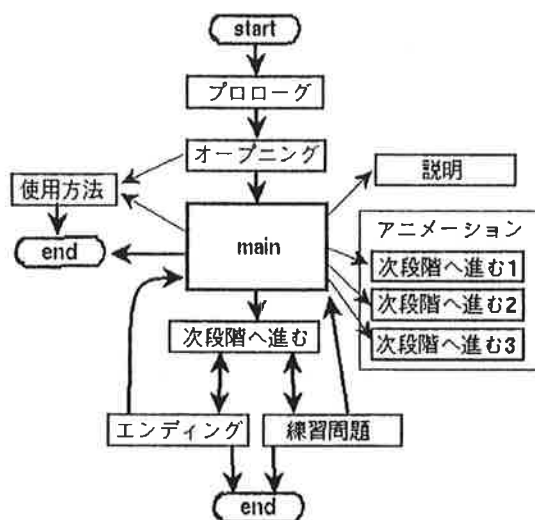 start
プロローグ
オープニング
使用方法
説明
アニメーション
main
end
次段階へ進む1
次段階へ進む2
次段階へ進む3
次段階へ進む
エンディング
練習問題
end